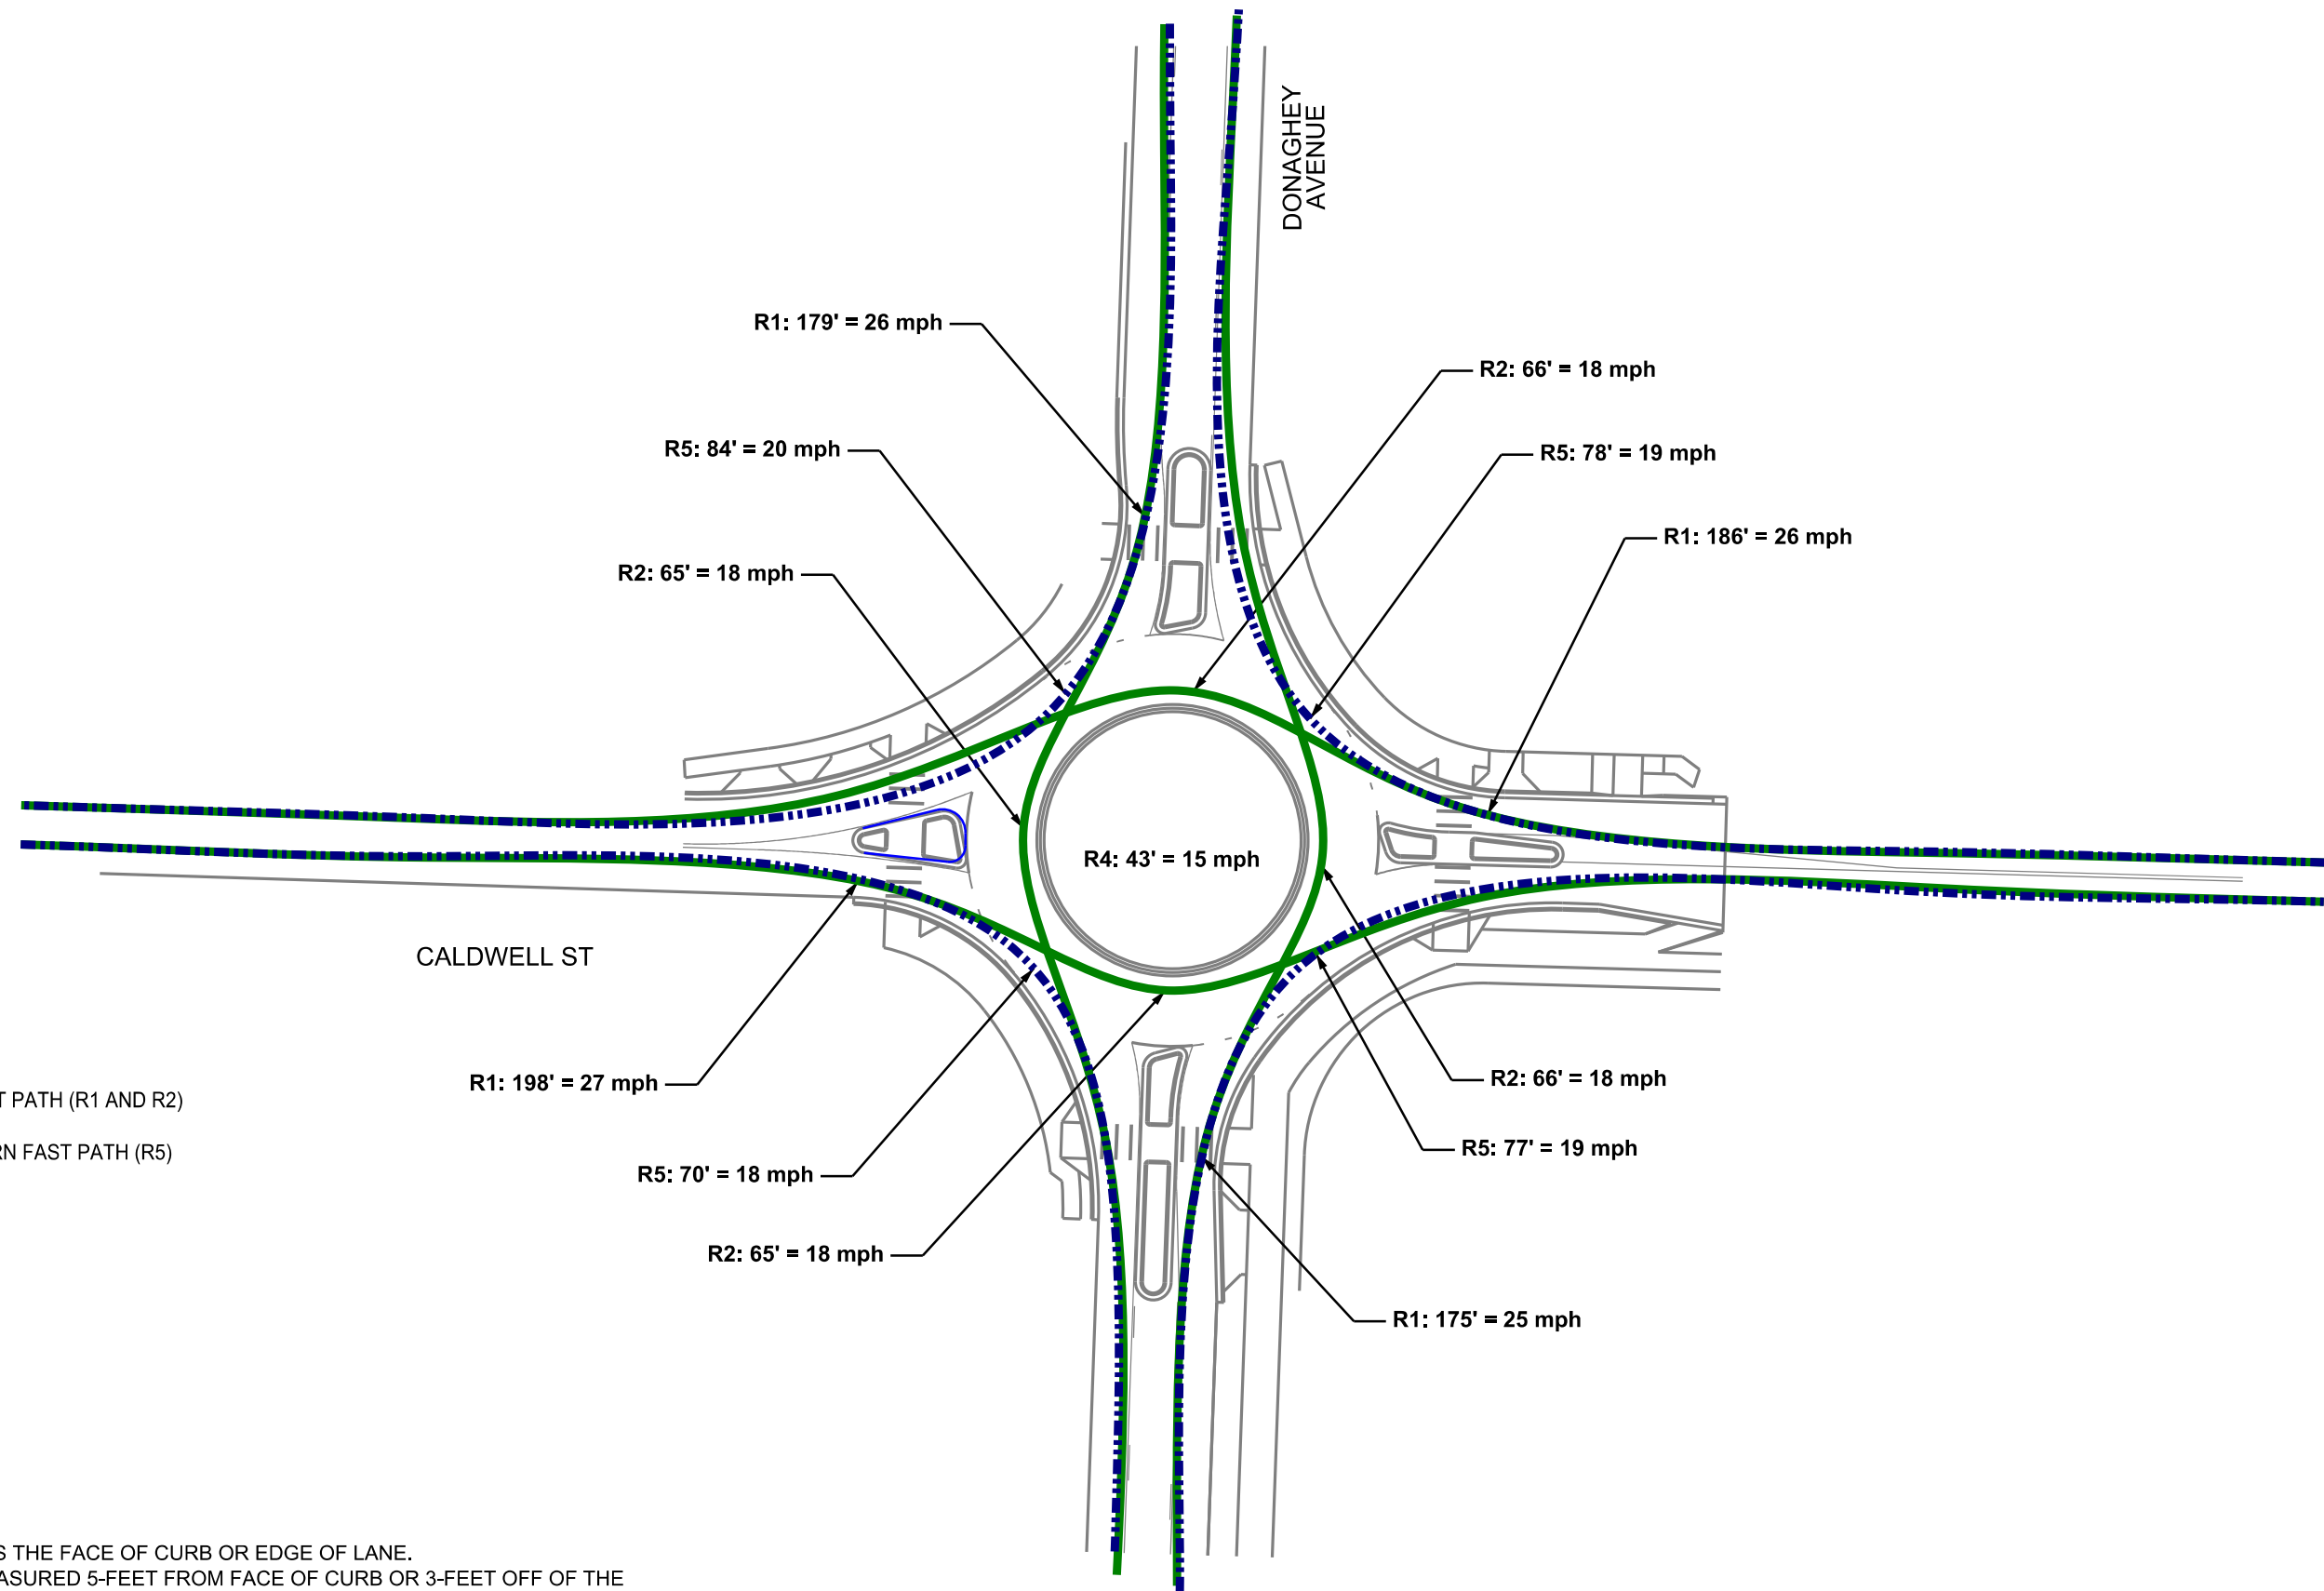 DONAGHEY
AVENUE
R1: 179' = 26 mph
R2: 66' = 18 mph
R5: 84' = 20 mph
R5: 78' = 19 mph
R1: 186' = 26 mph
R2: 65' = 18 mph
R4: 43' = 15 mph
CALDWELL ST
R1: 198' = 27 mph
R2: 66' = 18 mph
PATH (R1 AND R2)
R5: 77' = 19 mph
FAST PATH (R5)
R5: 70' = 18 mph
R2: 65' = 18 mph
R1: 175' = 25 mph
THE FACE OF CURB OR EDGE OF LANE.
5-FEET FROM FACE OF CURB OR 3-FEET OFF OF THE